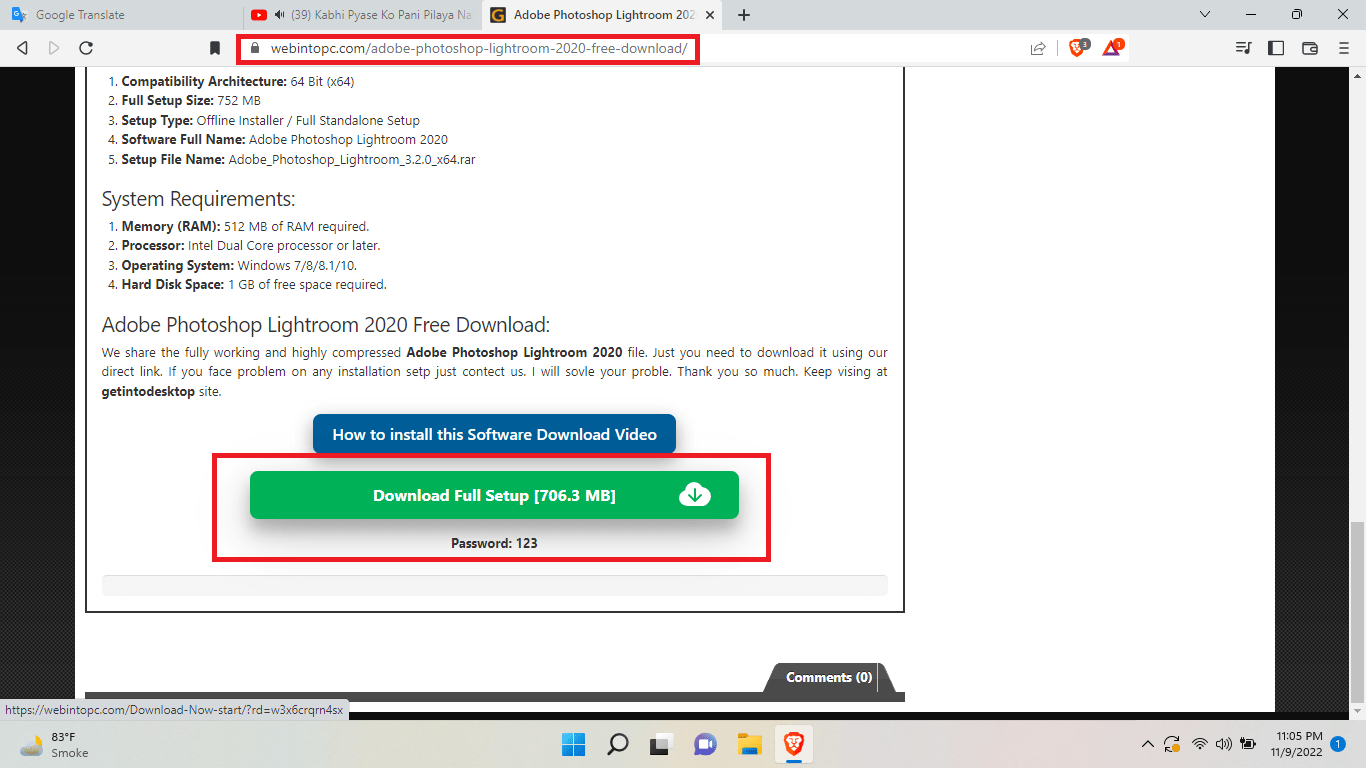 Google Translate
(39) Kabhi Pyase Ko Pani Pilaya Na
Adobe Photoshop Lightroom 202
webintopc.com/adobe-photoshop-lightroom-2020-free-download/
3
1
1. Compatibility Architecture: 64 Bit (x64)
2. Full Setup Size: 752 MB
3. Setup Type: Offline Installer / Full Standalone Setup
4. Software Full Name: Adobe Photoshop Lightroom 2020
5. Setup File Name: Adobe_Photoshop_Lightroom_3.2.0_x64.rar
System Requirements:
1. Memory (RAM): 512 MB of RAM required.
2. Processor: Intel Dual Core processor or later.
3. Operating System: Windows 7/8/8.1/10.
4. Hard Disk Space: 1 GB of free space required.
Adobe Photoshop Lightroom 2020 Free Download:
We share the fully working and highly compressed Adobe Photoshop Lightroom 2020 file. Just you need to download it using our
direct link. If you face problem on any installation setp just contect us. I will sovle your proble. Thank you so much. Keep vising at
getintodesktop site.
How to install this Software Download Video
Download Full Setup [706.3 MB]
Password: 123
Comments (0)
https://webintopc.com/Download-Now-start/?rd=w3x6crqrn4sx
83°F
Smoke
11:05 PM
11/9/2022
1